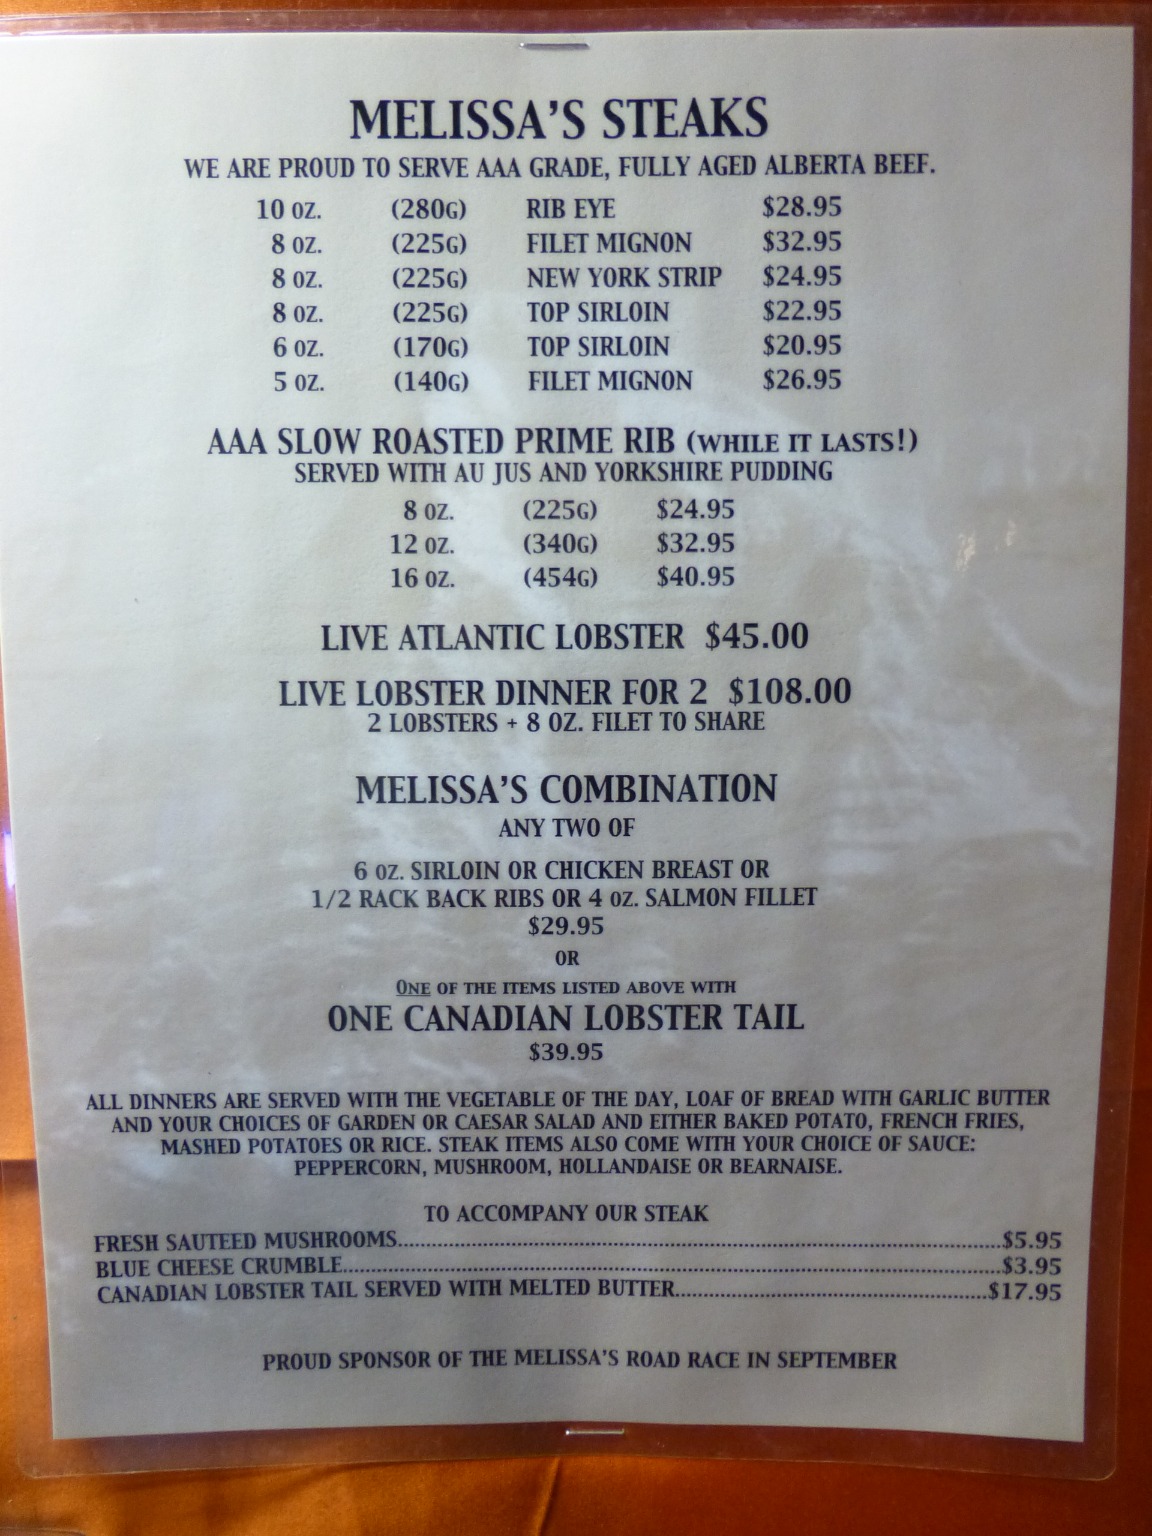 MELISSA'S STEAKS
WE ARE PROUD TO SERVE AAA GRADE, FULLY AGED ALBERTA BEEF.
10 OZ. (280G) RIB EYE $28.95
8 OZ. (225G) FILET MIGNON $32.95
8 OZ. (225G) NEW YORK STRIP $24.95
8 OZ. (225G) TOP SIRLOIN $22.95
6 OZ. (170G) TOP SIRLOIN $20.95
5 OZ. (140G) FILET MIGNON $26.95
AAA SLOW ROASTED PRIME RIB (WHILE IT LASTS!)
SERVED WITH AU JUS AND YORKSHIRE PUDDING
8 OZ. (225G) $24.95
12 OZ. (340G) $32.95
16 OZ. (454G) $40.95
LIVE ATLANTIC LOBSTER $45.00
LIVE LOBSTER DINNER FOR 2 $108.00
2 LOBSTERS + 8 OZ. FILET TO SHARE
MELISSA'S COMBINATION
ANY TWO OF
6 OZ. SIRLOIN OR CHICKEN BREAST OR
1/2 RACK BACK RIBS OR 4 OZ. SALMON FILLET
$29.95
OR
ONE OF THE ITEMS LISTED ABOVE WITH
ONE CANADIAN LOBSTER TAIL
$39.95
ALL DINNERS ARE SERVED WITH THE VEGETABLE OF THE DAY, LOAF OF BREAD WITH GARLIC BUTTER
AND YOUR CHOICES OF GARDEN OR CAESAR SALAD AND EITHER BAKED POTATO, FRENCH FRIES,
MASHED POTATOES OR RICE. STEAK ITEMS ALSO COME WITH YOUR CHOICE OF SAUCE:
PEPPERCORN, MUSHROOM, HOLLANDAISE OR BEARNAISE.
TO ACCOMPANY OUR STEAK
FRESH SAUTEED MUSHROOMS...$5.95
BLUE CHEESE CRUMBLE...$3.95
CANADIAN LOBSTER TAIL SERVED WITH MELTED BUTTER...$17.95
PROUD SPONSOR OF THE MELISSA'S ROAD RACE IN SEPTEMBER